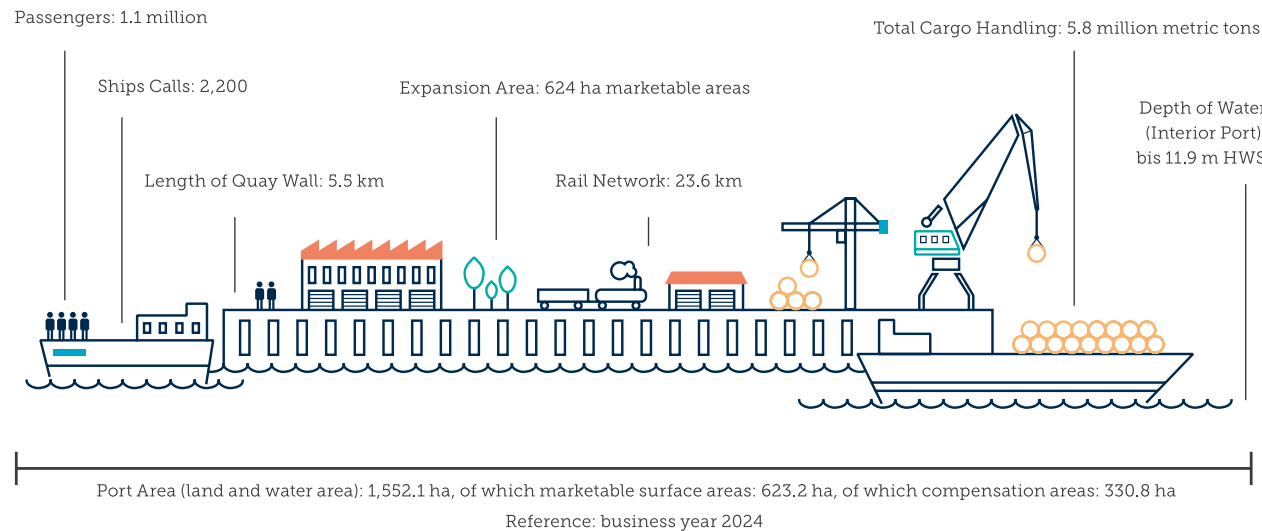 Passengers: 1.1 million
Total Cargo Handling: 5.8 million metric tons
Ships Calls: 2,200
Expansion Area: 624 ha marketable areas
Depth of Water
(Interior Port)
bis 11.9 m HWS
Length of Quay Wall: 5.5 km
Rail Network: 23.6 km
Port Area (land and water area): 1,552.1 ha, of which marketable surface areas: 623.2 ha, of which compensation areas: 330.8 ha
Reference: business year 2024